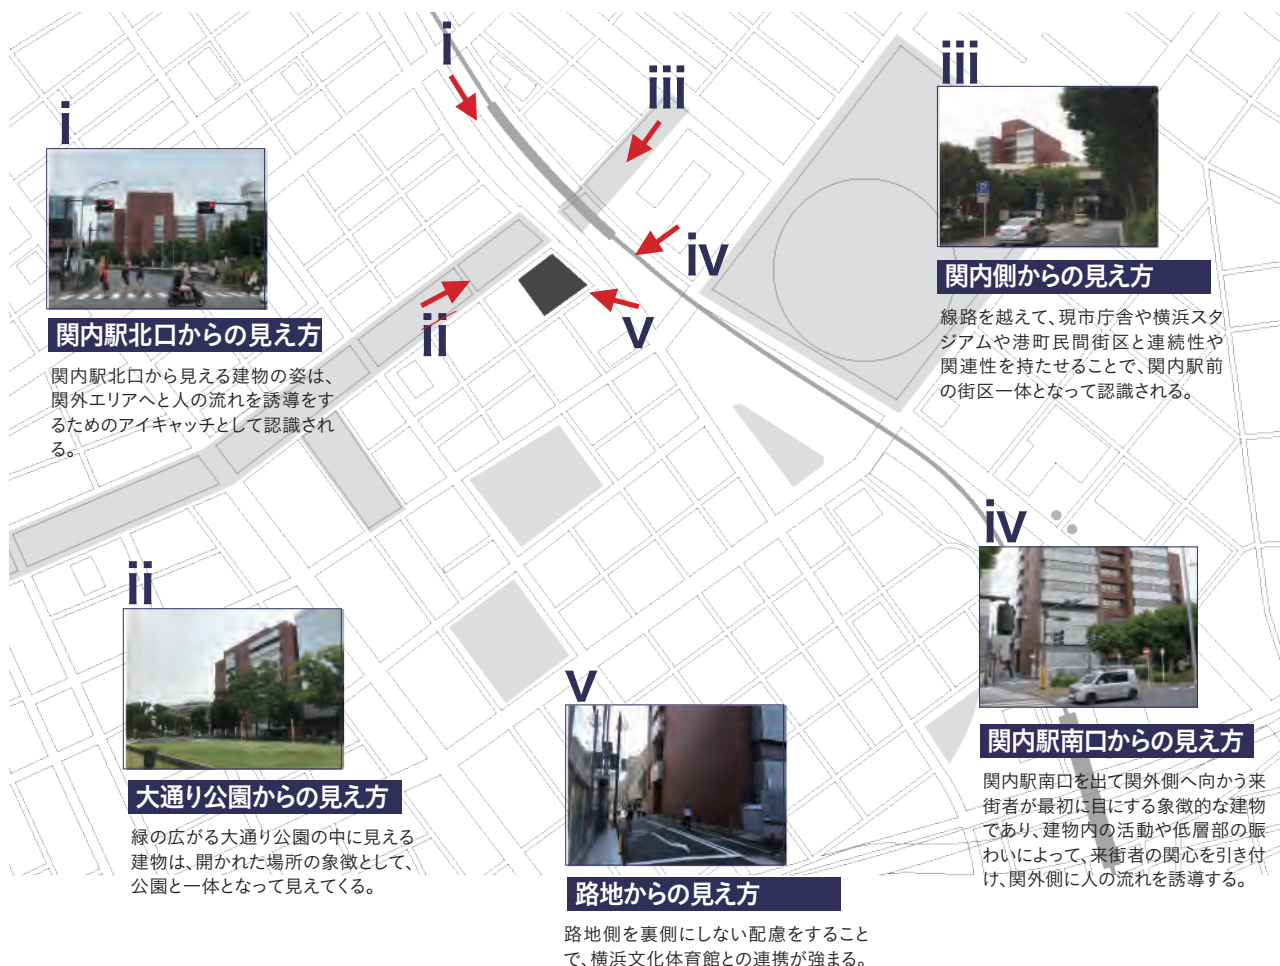 i
iii
iv
ii
v
i
関内駅北口からの見え方
関内駅北口から見える建物の姿は、
関外エリアへと人の流れを誘導をす
るためのアイキャッチとして認識され
る。
ii
大通り公園からの見え方
緑の広がる大通り公園の中に見える
建物は、開かれた場所の象徴として、
公園と一体となって見えてくる。
iii
関内側からの見え方
線路を越えて、現市庁舎や横浜スタ
ジアムや港町民間街区と連続性や
関連性を持たせることで、関内駅前
の街区一体となって認識される。
iv
関内駅南口からの見え方
関内駅南口を出て関外側へ向かう来
街者が最初に目にする象徴的な建物
であり、建物内の活動や低層部の賑
わいによって、来街者の関心を引き付
け、関外側に人の流れを誘導する。
v
路地からの見え方
路地側を裏側にしない配慮をすること
で、横浜文化体育館との連携が強まる。
P